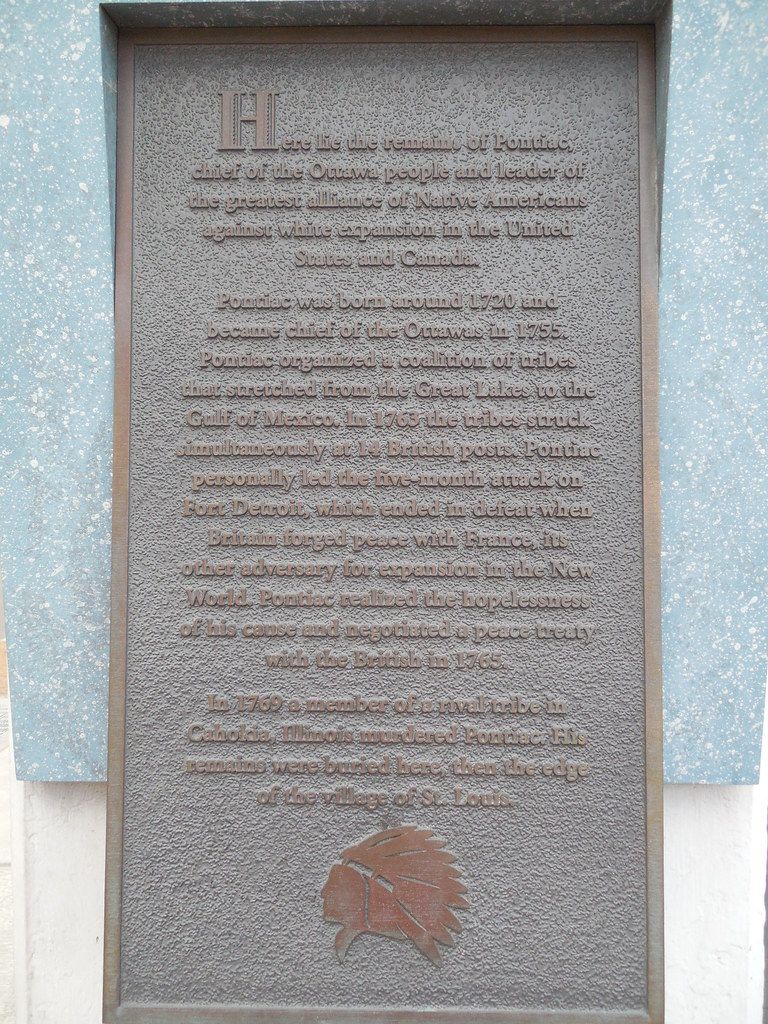 Here lie the remains of Pontiac,
chief of the Ottawa people and leader of
the greatest alliance of Native Americans
against white expansion in the United
States and Canada.
Pontiac was born around 1720 and
became chief of the Ottawas in 1755.
Pontiac organized a coalition of tribes
that stretched from the Great Lakes to the
Gulf of Mexico. In 1763 the tribes struck
simultaneously at 14 British posts. Pontiac
personally led the five-month attack on
Fort Detroit, which ended in defeat when
Britain forged peace with France, its
other adversary for expansion in the New
World. Pontiac realized the hopelessness
of his cause and negotiated a peace treaty
with the British in 1765.
In 1769 a member of a rival tribe in
Cahokia, Illinois murdered Pontiac. His
remains were buried here, then the edge
of the village of St. Louis.